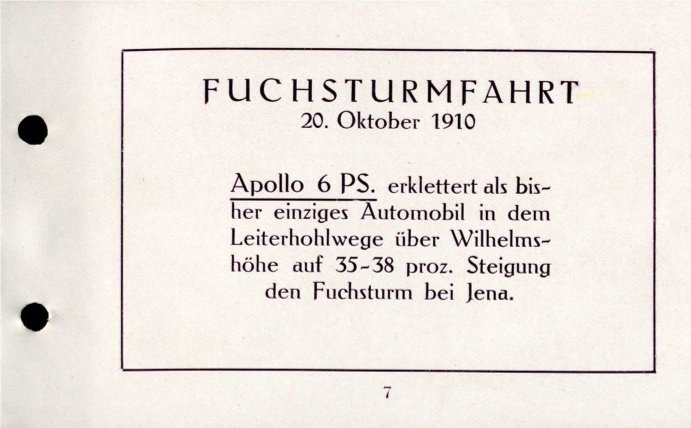 FUCHSTURMFAHRT
20. Oktober 1910
Apollo 6 PS. erklettert als bis-
her einziges Automobil in dem
Leiterhohlwege über Wilhelms-
höhe auf 35-38 proz. Steigung
den Fuchsturm bei Jena.
7